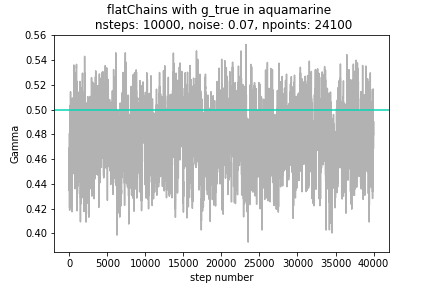 flatChains with g_true in aquamarine
nsteps: 10000, noise: 0.07, npoints: 24100
0.56
0.54
0.52
0.50
0.48
0.46
0.44
0.42
0.40
Gamma
0 5000 10000 15000 20000 25000 30000 35000 40000
step number